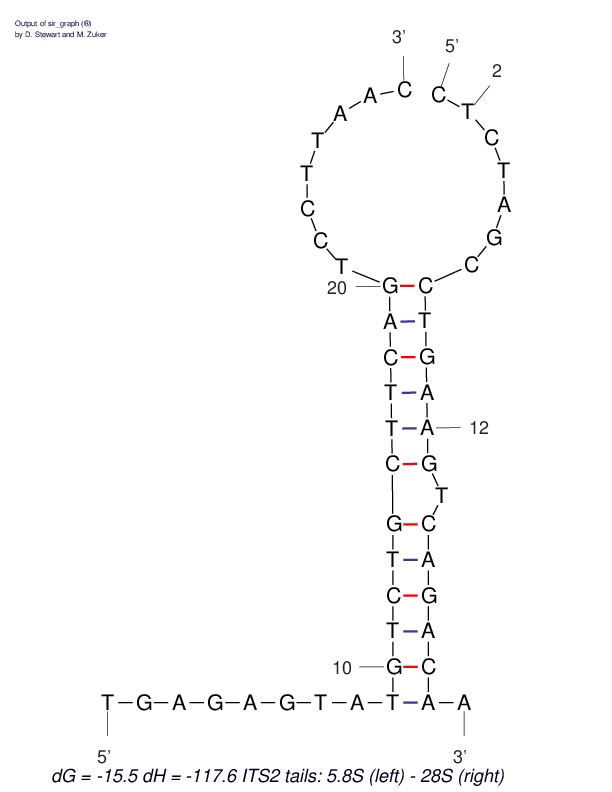 Output of sir_graph (®)
by D. Stewart and M. Zuker
3' 5'
2
C C
A T
A C
T T
T A
C G
C C
T
20 G C
A T
C G
T A
T A 12
C G
T
G C
T A
C G
T A
10 G C
T G A G A G T A T A A
5' 3'
dG = -15.5 dH = -117.6 ITS2 tails: 5.8S (left) - 28S (right)